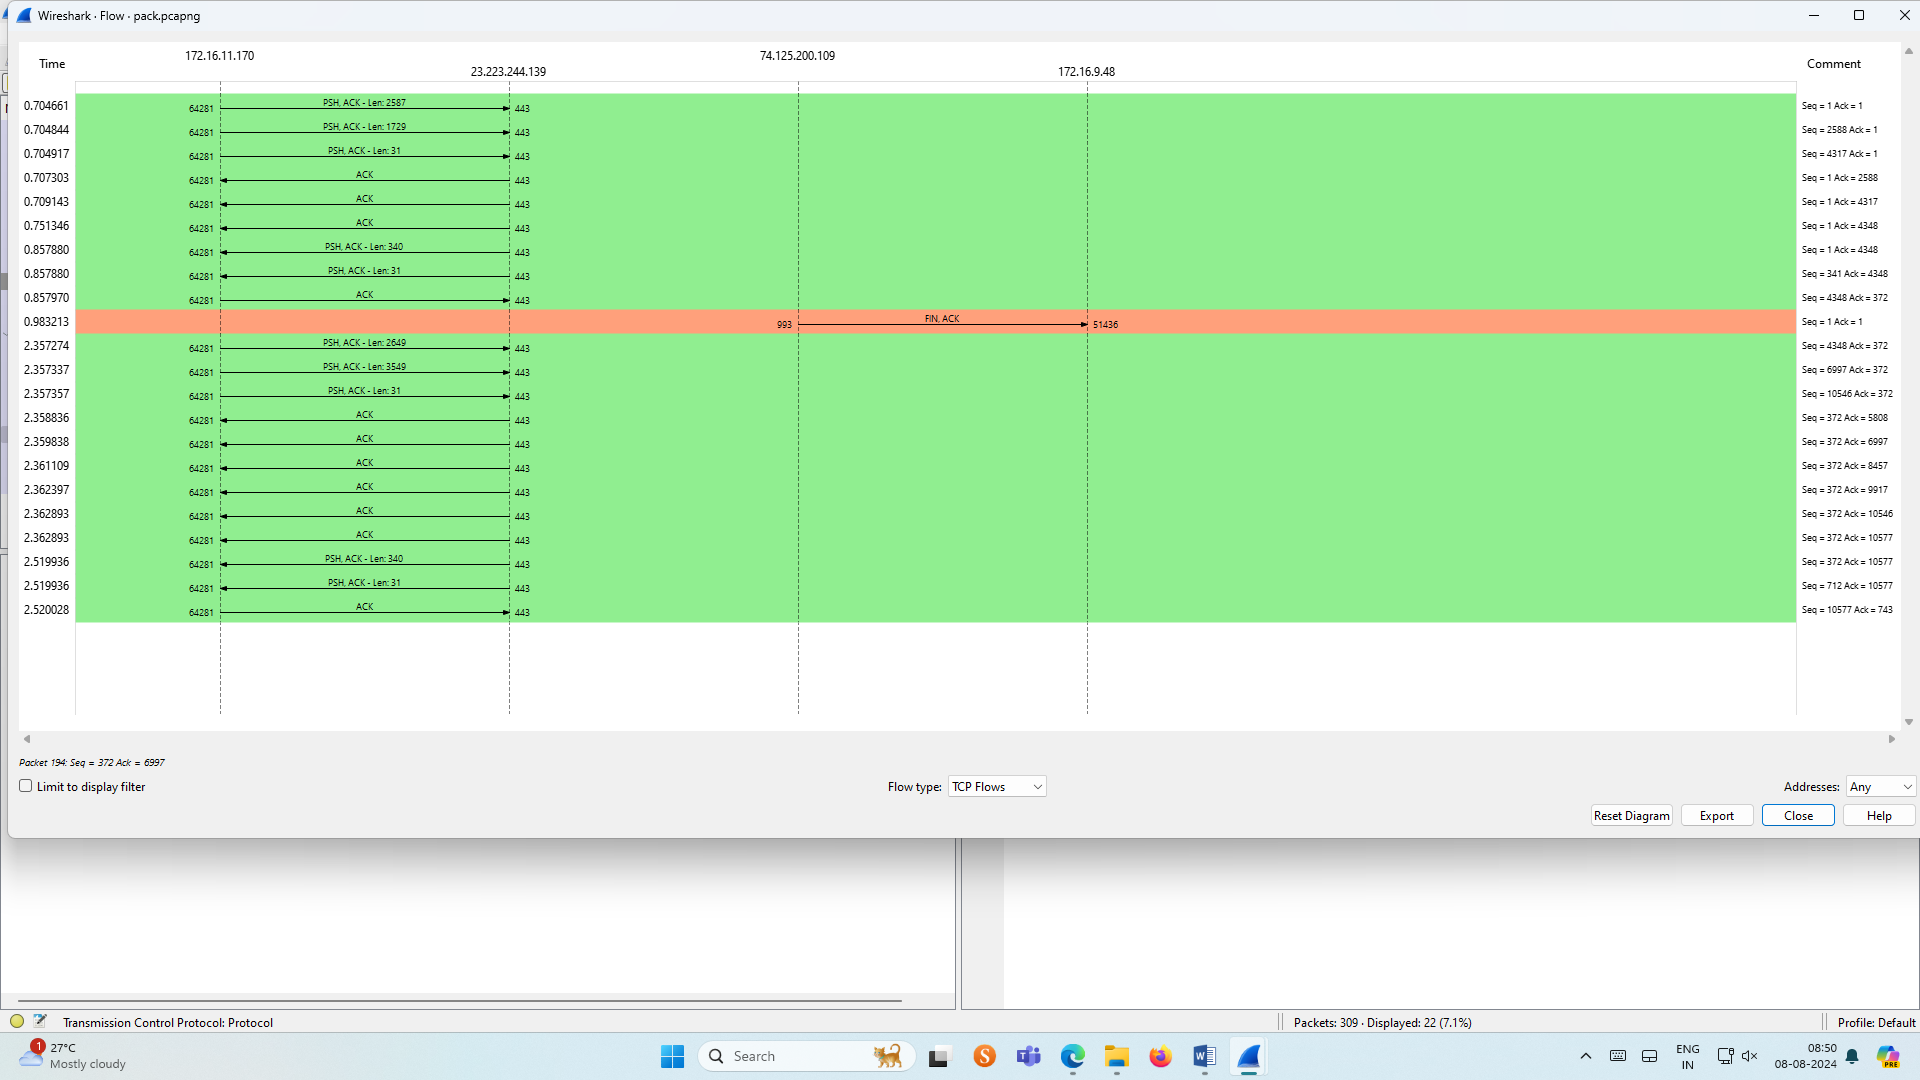 Wireshark · Flow · pack.pcapng
172.16.11.170 74.125.200.109
Time 23.223.244.139 172.16.9.48 Comment
0.704661 64281 PSH, ACK - Len: 2587 443 Seq = 1 Ack = 1
0.704844 64281 PSH, ACK - Len: 1729 443 Seq = 2588 Ack = 1
0.704917 64281 PSH, ACK - Len: 31 443 Seq = 4317 Ack = 1
0.707303 64281 ACK 443 Seq = 1 Ack = 2588
0.709143 64281 ACK 443 Seq = 1 Ack = 4317
0.751346 64281 ACK 443 Seq = 1 Ack = 4348
0.857880 64281 PSH, ACK - Len: 340 443 Seq = 1 Ack = 4348
0.857880 64281 PSH, ACK - Len: 31 443 Seq = 341 Ack = 4348
0.857970 64281 ACK 443 Seq = 4348 Ack = 372
0.983213 993 FIN, ACK 51436 Seq = 1 Ack = 1
2.357274 64281 PSH, ACK - Len: 2649 443 Seq = 4348 Ack = 372
2.357337 64281 PSH, ACK - Len: 3549 443 Seq = 6997 Ack = 372
2.357357 64281 PSH, ACK - Len: 31 443 Seq = 10546 Ack = 372
2.358836 64281 ACK 443 Seq = 372 Ack = 5808
2.359838 64281 ACK 443 Seq = 372 Ack = 6997
2.361109 64281 ACK 443 Seq = 372 Ack = 8457
2.362397 64281 ACK 443 Seq = 372 Ack = 9917
2.362893 64281 ACK 443 Seq = 372 Ack = 10546
2.362893 64281 ACK 443 Seq = 372 Ack = 10577
2.519936 64281 PSH, ACK - Len: 340 443 Seq = 372 Ack = 10577
2.519936 64281 PSH, ACK - Len: 31 443 Seq = 712 Ack = 10577
2.520028 64281 ACK 443 Seq = 10577 Ack = 743
Packet 194: Seq = 372 Ack = 6997
Limit to display filter Flow type: TCP Flows Addresses: Any
Reset Diagram Export Close Help
Transmission Control Protocol: Protocol Packets: 309 · Displayed: 22 (7.1%) Profile: Default
1 27°C
Mostly cloudy
Search
ENG
IN
08:50
08-08-2024
PRE